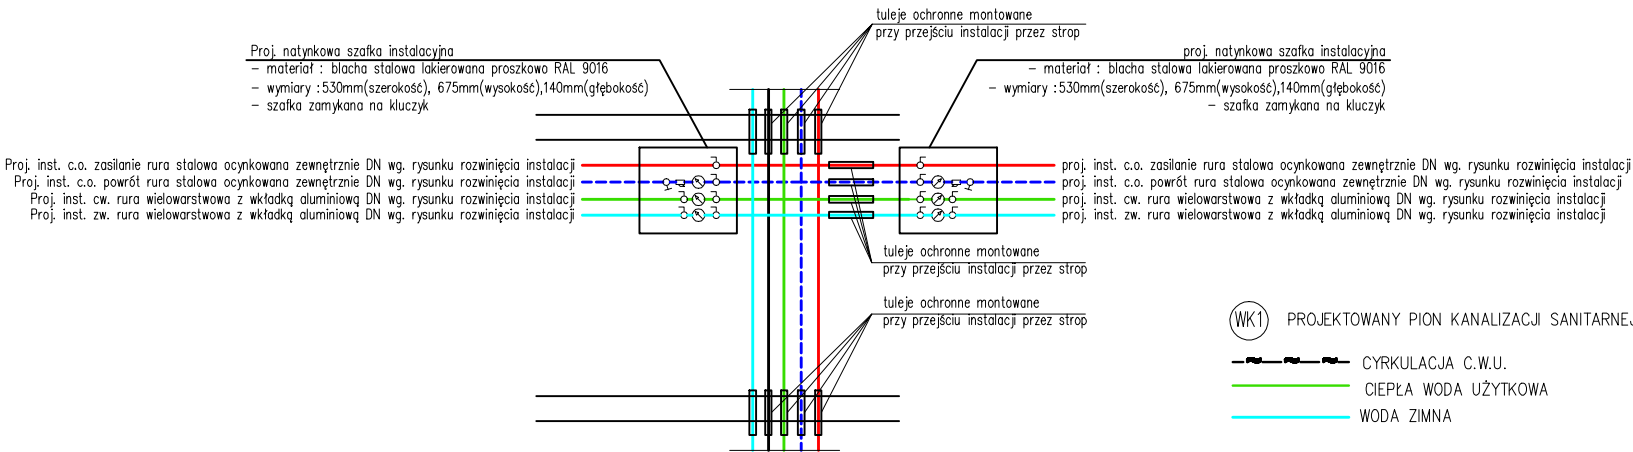 tuleje ochronne montowane
przy przejściu instalacji przez strop
Proj. natynkowa szafka instalacyjna
- materiał : blacha stalowa lakierowana proszkowo RAL 9016
- wymiary :530mm(szerokość), 675mm(wysokość),140mm(głębokość)
- szafka zamykana na kluczyk
proj. natynkowa szafka instalacyjna
- materiał : blacha stalowa lakierowana proszkowo RAL 9016
- wymiary :530mm(szerokość), 675mm(wysokość),140mm(głębokość)
- szafka zamykana na kluczyk
Proj. inst. c.o. zasilanie rura stalowa ocynkowana zewnętrznie DN wg. rysunku rozwinięcia instalacji
Proj. inst. c.o. powrót rura stalowa ocynkowana zewnętrznie DN wg. rysunku rozwinięcia instalacji
Proj. inst. cw. rura wielowarstwowa z wkładką aluminiową DN wg. rysunku rozwinięcia instalacji
Proj. inst. zw. rura wielowarstwowa z wkładką aluminiową DN wg. rysunku rozwinięcia instalacji
proj. inst. c.o. zasilanie rura stalowa ocynkowana zewnętrznie DN wg. rysunku rozwinięcia instalacji
proj. inst. c.o. powrót rura stalowa ocynkowana zewnętrznie DN wg. rysunku rozwinięcia instalacji
proj. inst. cw. rura wielowarstwowa z wkładką aluminiową DN wg. rysunku rozwinięcia instalacji
proj. inst. zw. rura wielowarstwowa z wkładką aluminiową DN wg. rysunku rozwinięcia instalacji
tuleje ochronne montowane
przy przejściu instalacji przez strop
tuleje ochronne montowane
przy przejściu instalacji przez strop
WK1 PROJEKTOWANY PION KANALIZACJI SANITARNEJ
CYRKULACJA C.W.U.
CIEPŁA WODA UŻYTKOWA
WODA ZIMNA